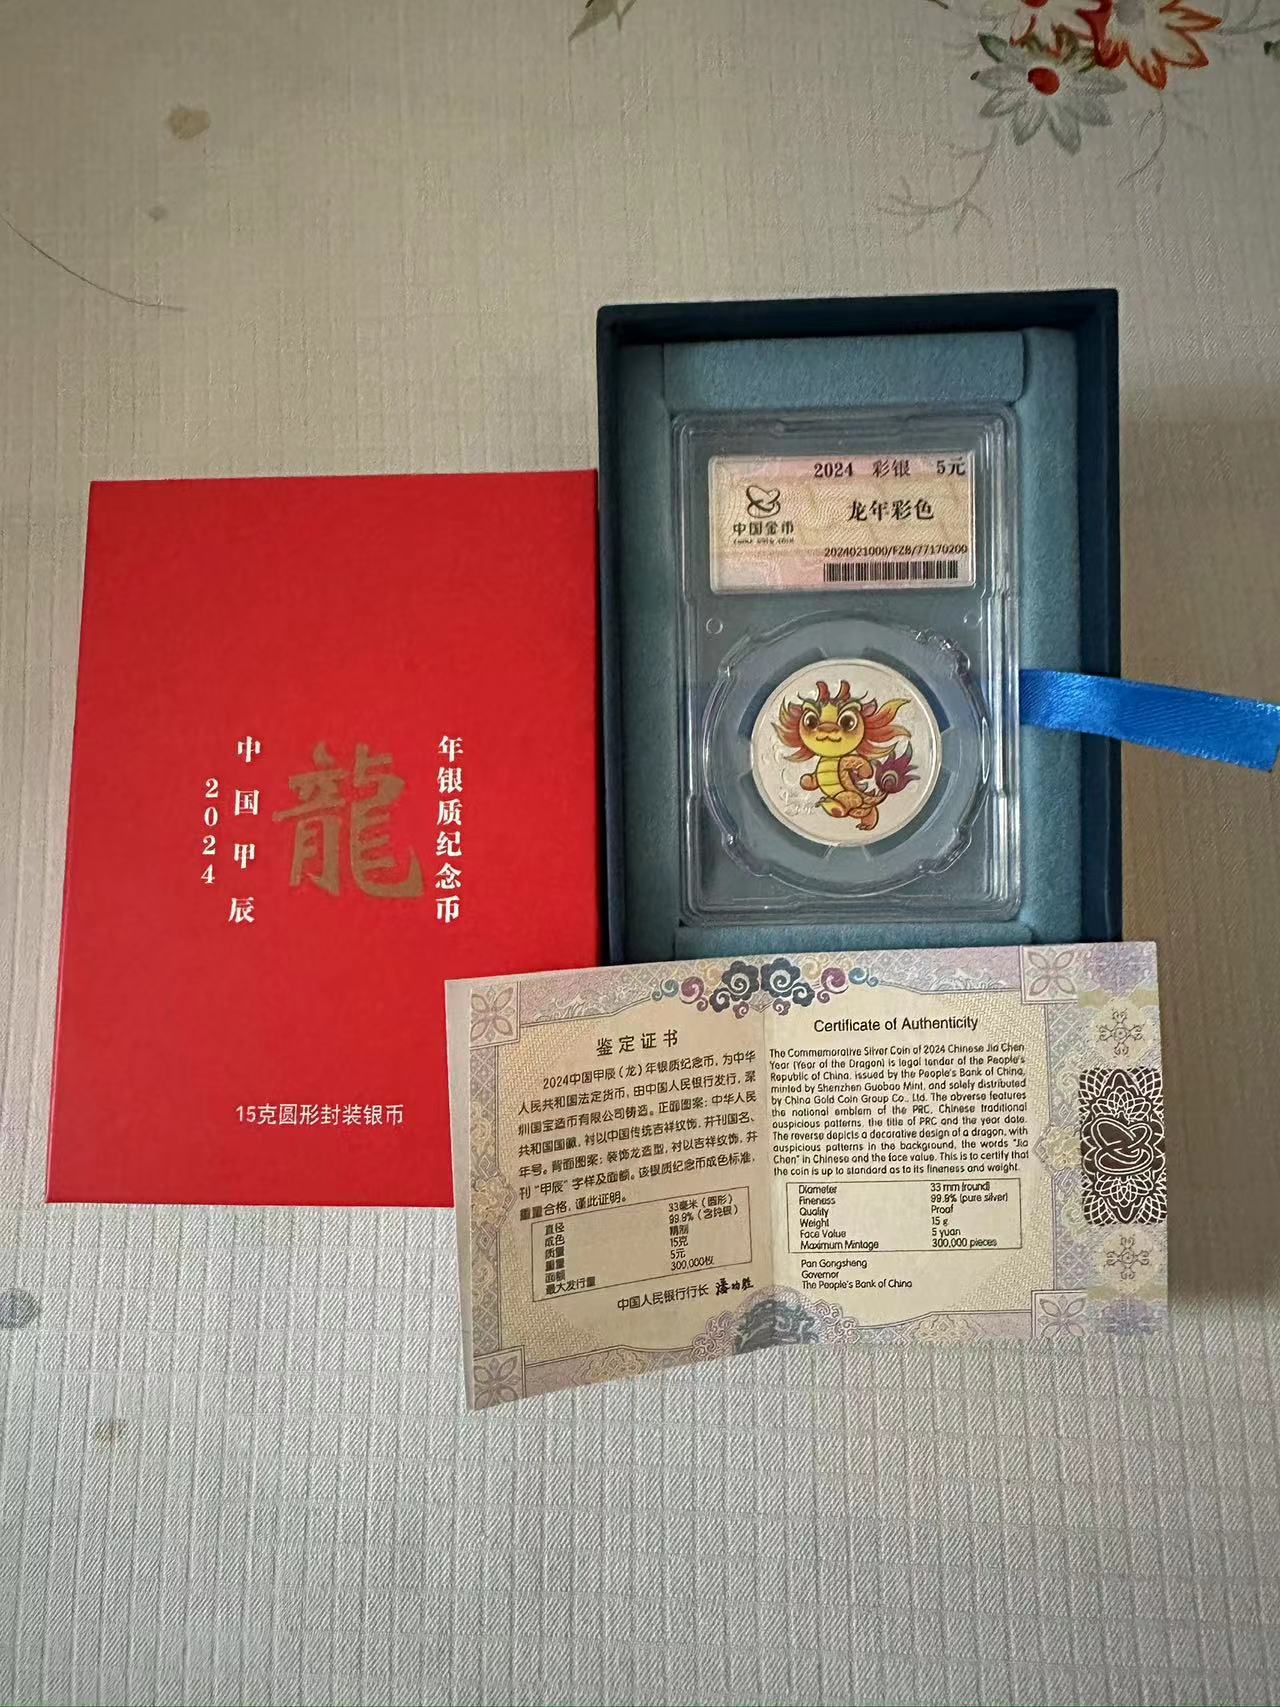 中国甲辰
2024
龍
年银质纪念币
15克圆形封装银币
2024 彩银 5元
中国金币
CHINA GOLD COIN
龙年彩色
2024021000/FZB/77170200
鉴定证书
2024中国甲辰（龙）年银质纪念币，为中华
人民共和国法定货币，由中国人民银行发行，深
圳国宝造币有限公司铸造。正面图案：中华人民
共和国国徽，衬以中国传统吉祥纹饰，并刊国名、
年号。背面图案：装饰龙造型，衬以吉祥纹饰，并
刊“甲辰”字样及面额。该银质纪念币成色标准，
重量合格，谨此证明。
直径 33毫米（圆形）
成色 99.9%（含纯银）
质量 精制
重量 15克
面额 5元
最大发行量 300,000枚
中国人民银行行长 潘功胜
Certificate of Authenticity
The Commemorative Silver Coin of 2024 Chinese Jia Chen
Year (Year of the Dragon) is legal tender of the People's
Republic of China, issued by the People's Bank of China,
minted by Shenzhen Guobao Mint, and solely distributed
by China Gold Coin Group Co., Ltd. The obverse features
the national emblem of the PRC, Chinese traditional
auspicious patterns, the title of PRC and the year date.
The reverse depicts a decorative design of a dragon, with
auspicious patterns in the background, the words "Jia
Chen" in Chinese and the face value. This is to certify that
the coin is up to standard as to its fineness and weight.
Diameter 33 mm (round)
Fineness 99.9% (pure silver)
Quality Proof
Weight 15 g
Face Value 5 yuan
Maximum Mintage 300,000 pieces
Pan Gongsheng
Governor
The People's Bank of China